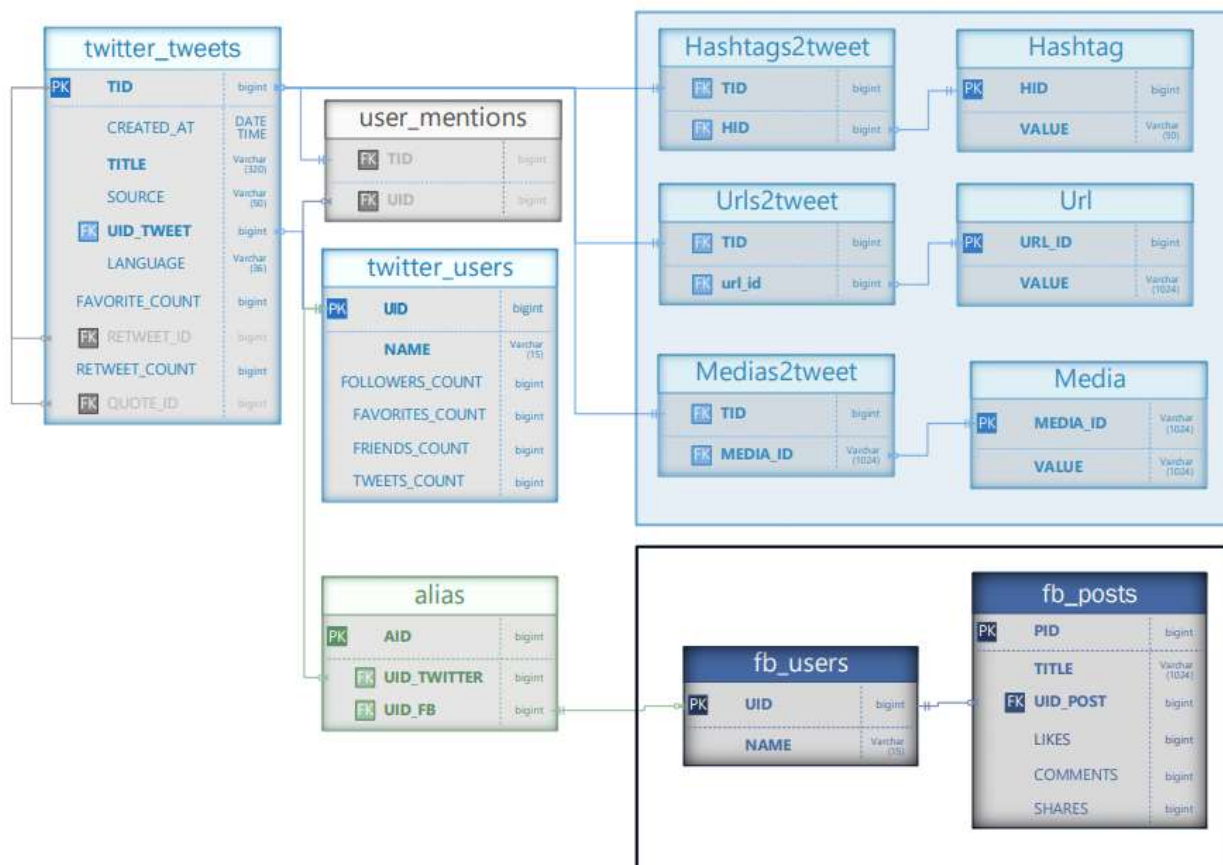 twitter_tweets
PK TID bigint
CREATED_AT DATE
TIME
TITLE Varchar
(320)
SOURCE Varchar
(50)
FK UID_TWEET bigint
LANGUAGE Varchar
(36)
FAVORITE_COUNT bigint
FK RETWEET_ID bigint
RETWEET_COUNT bigint
FK QUOTE_ID bigint
user_mentions
FK TID bigint
FK UID bigint
twitter_users
PK UID bigint
NAME Varchar
(15)
FOLLOWERS_COUNT bigint
FAVORITES_COUNT bigint
FRIENDS_COUNT bigint
TWEETS_COUNT bigint
alias
PK AID bigint
FK UID_TWITTER bigint
FK UID_FB bigint
Hashtags2tweet
FK TID bigint
FK HID bigint
Hashtag
PK HID bigint
VALUE Varchar
(50)
Urls2tweet
FK TID bigint
FK url_id bigint
Url
PK URL_ID bigint
VALUE Varchar
(1024)
Medias2tweet
FK TID bigint
FK MEDIA_ID Varchar
(1024)
Media
PK MEDIA_ID Varchar
(1024)
VALUE Varchar
(1024)
fb_users
PK UID bigint
NAME Varchar
(15)
fb_posts
PK PID bigint
TITLE Varchar
(1024)
FK UID_POST bigint
LIKES bigint
COMMENTS bigint
SHARES bigint